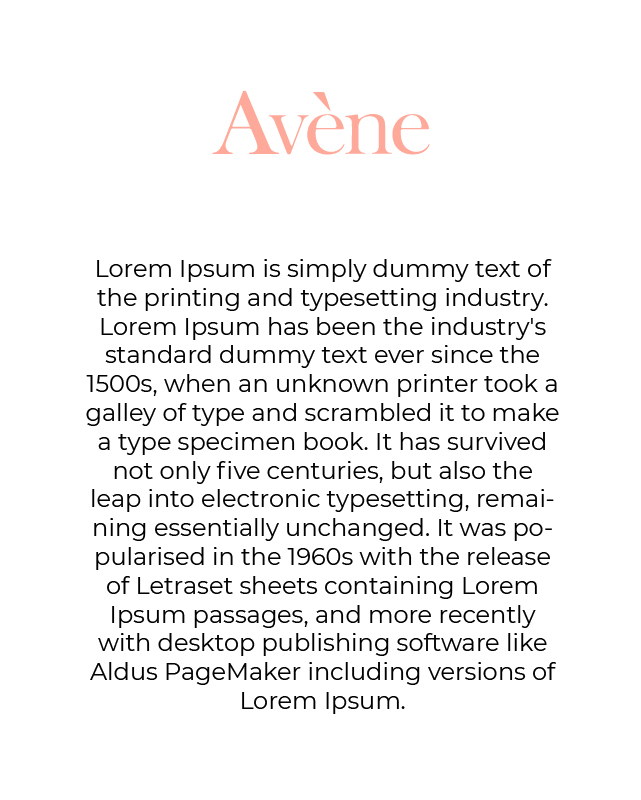 Avène
Lorem Ipsum is simply dummy text of
the printing and typesetting industry.
Lorem Ipsum has been the industry's
standard dummy text ever since the
1500s, when an unknown printer took a
galley of type and scrambled it to make
a type specimen book. It has survived
not only five centuries, but also the
leap into electronic typesetting, remai-
ning essentially unchanged. It was po-
pularised in the 1960s with the release
of Letraset sheets containing Lorem
Ipsum passages, and more recently
with desktop publishing software like
Aldus PageMaker including versions of
Lorem Ipsum.